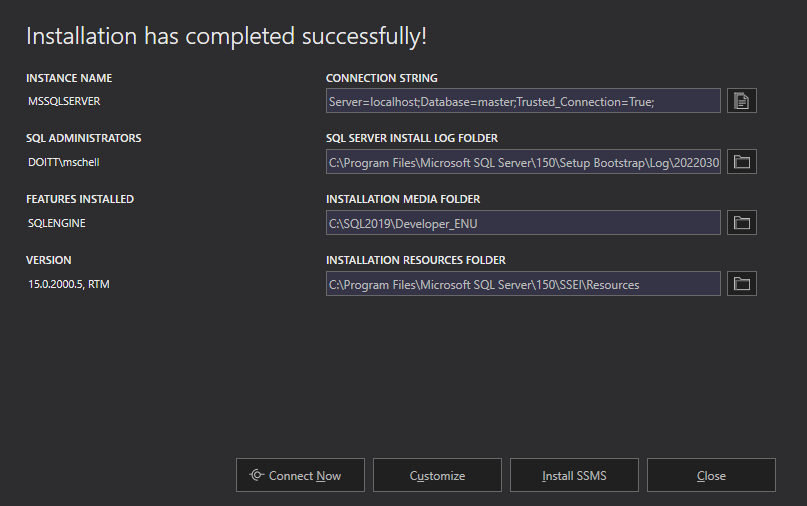 Installation has completed successfully!
INSTANCE NAME
MSSQLSERVER
CONNECTION STRING
Server=localhost;Database=master;Trusted_Connection=True;
SQL ADMINISTRATORS
DOITT\mschell
SQL SERVER INSTALL LOG FOLDER
C:\Program Files\Microsoft SQL Server\150\Setup Bootstrap\Log\2022030
FEATURES INSTALLED
SQLENGINE
INSTALLATION MEDIA FOLDER
C:\SQL2019\Developer_ENU
VERSION
15.0.2000.5, RTM
INSTALLATION RESOURCES FOLDER
C:\Program Files\Microsoft SQL Server\150\SSEI\Resources
Connect Now
Customize
Install SSMS
Close